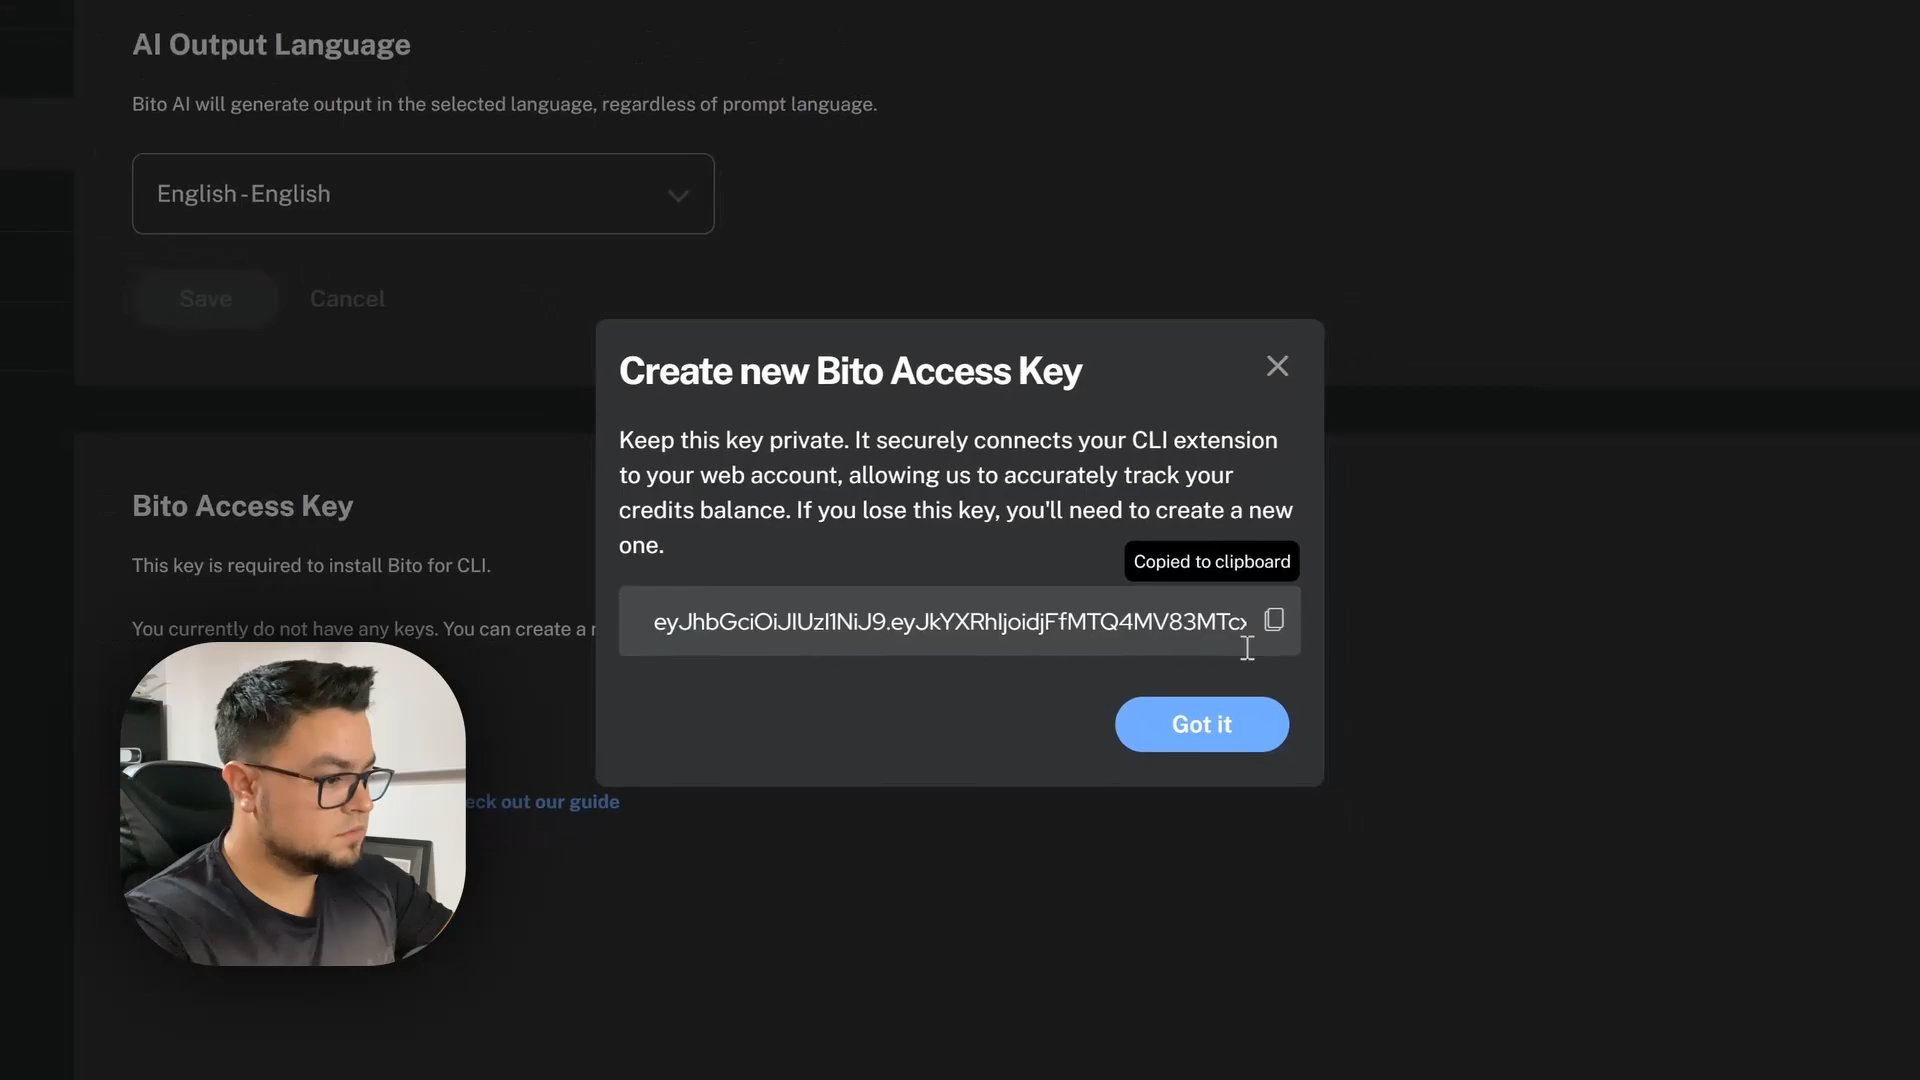 AI Output Language
Bito AI will generate output in the selected language, regardless of prompt language.
English - English
Save
Cancel
Create new Bito Access Key
Keep this key private. It securely connects your CLI extension
to your web account, allowing us to accurately track your
credits balance. If you lose this key, you'll need to create a new
one.
Copied to clipboard
eyJhbGciOiJIUzI1NiJ9.eyJkYXRhIjoidjFfMTQ4MV83MTcx
Got it
Bito Access Key
This key is required to install Bito for CLI.
You currently do not have any keys. You can create a
out our guide